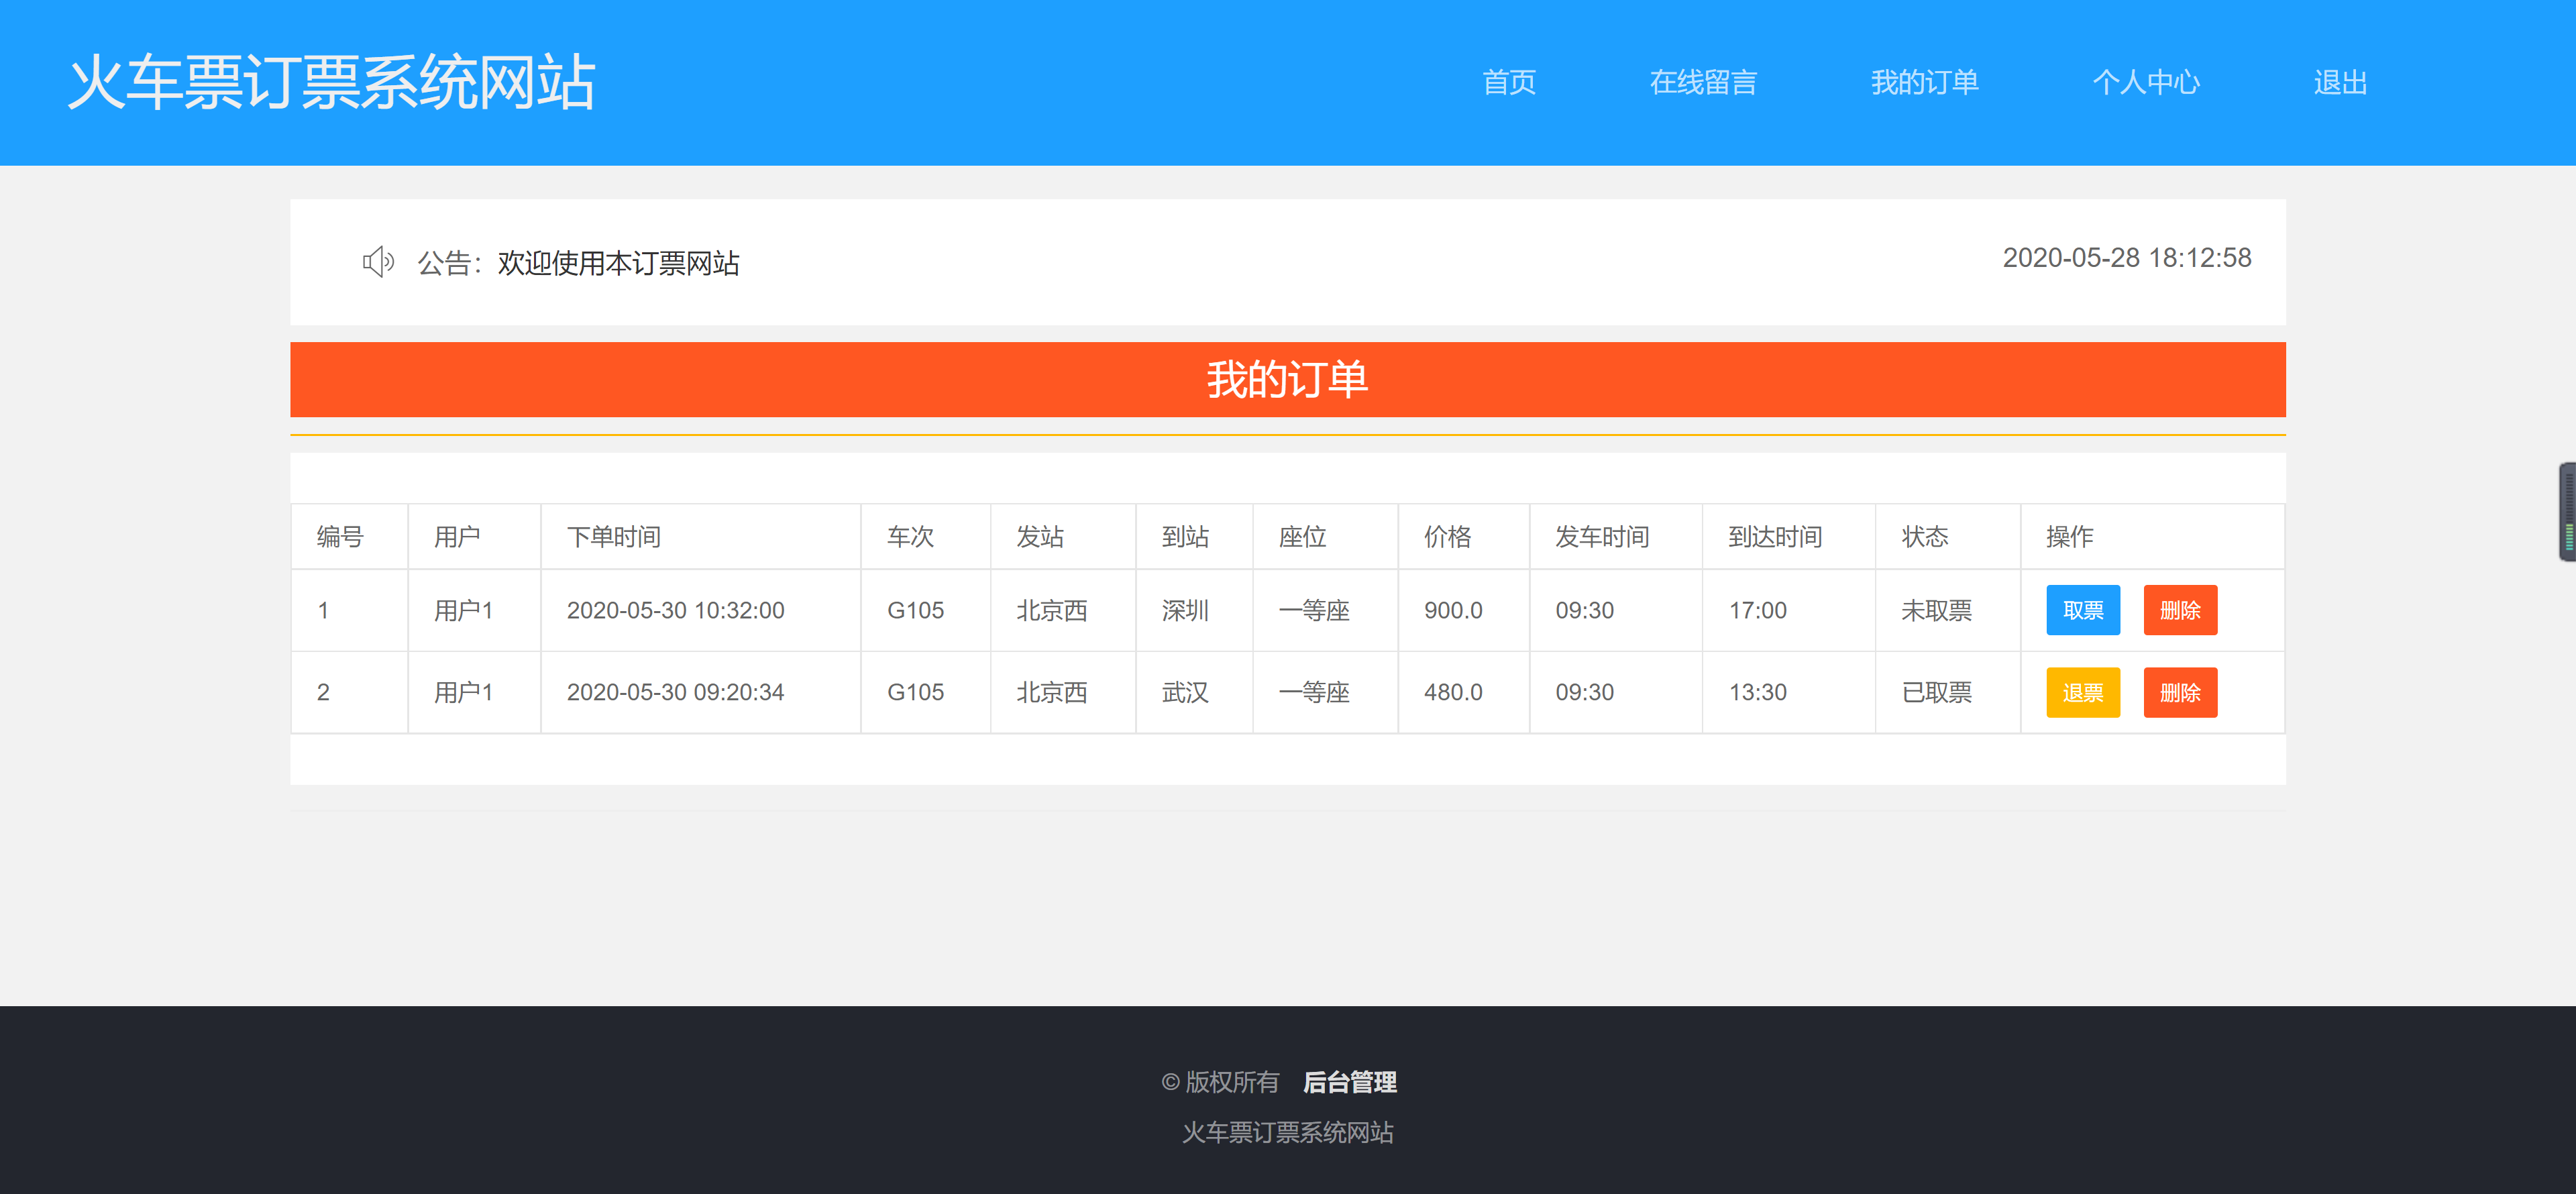 火车票订票系统网站 首页 在线留言 我的订单 个人中心 退出
公告：欢迎使用本订票网站 2020-05-28 18:12:58
我的订单
编号 用户 下单时间 车次 发站 到站 座位 价格 发车时间 到达时间 状态 操作
1 用户1 2020-05-30 10:32:00 G105 北京西 深圳 一等座 900.0 09:30 17:00 未取票 取票 删除
2 用户1 2020-05-30 09:20:34 G105 北京西 武汉 一等座 480.0 09:30 13:30 已取票 退票 删除
© 版权所有 后台管理
火车票订票系统网站